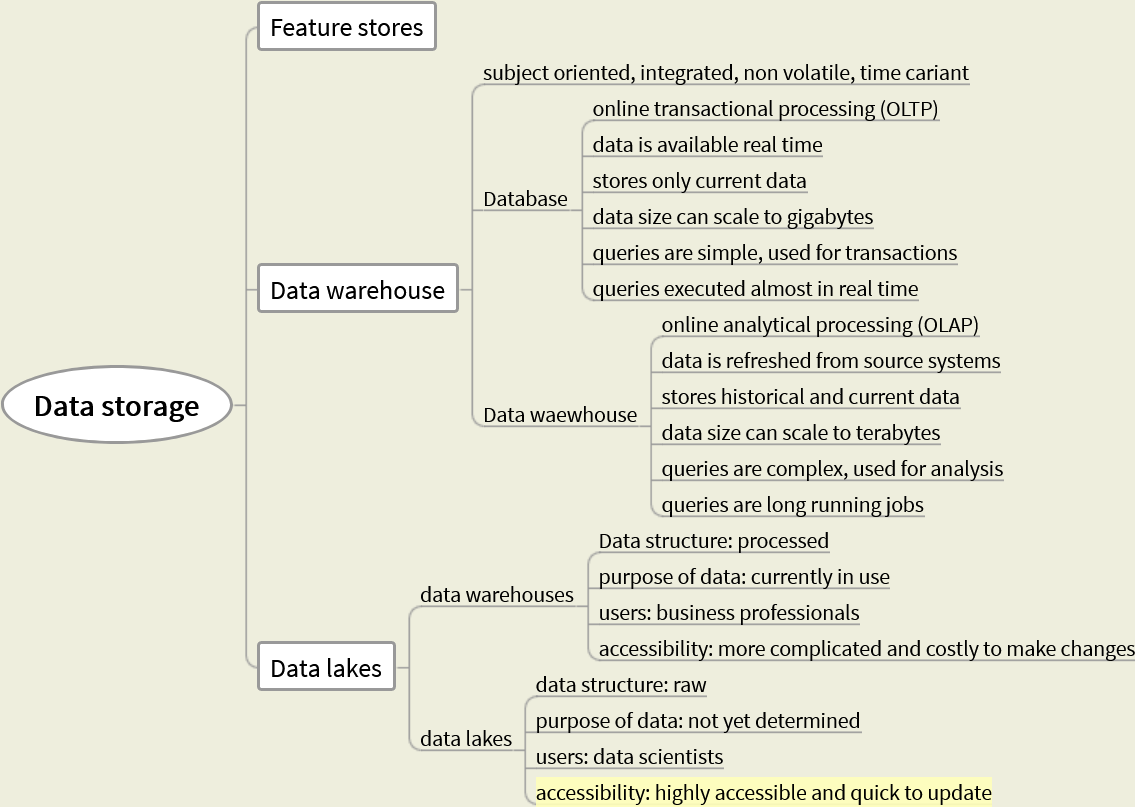 Feature stores
subject oriented, integrated, non volatile, time cariant
online transactional processing (OLTP)
data is available real time
stores only current data
Database
data size can scale to gigabytes
queries are simple, used for transactions
Data warehouse
queries executed almost in real time
online analytical processing (OLAP)
data is refreshed from source systems
stores historical and current data
Data storage
Data waewhouse
data size can scale to terabytes
queries are complex, used for analysis
queries are long running jobs
Data structure: processed
purpose of data: currently in use
data warehouses
users: business professionals
accessibility: more complicated and costly to make changes
Data lakes
data structure: raw
purpose of data: not yet determined
data lakes
users: data scientists
accessibility: highly accessible and quick to update